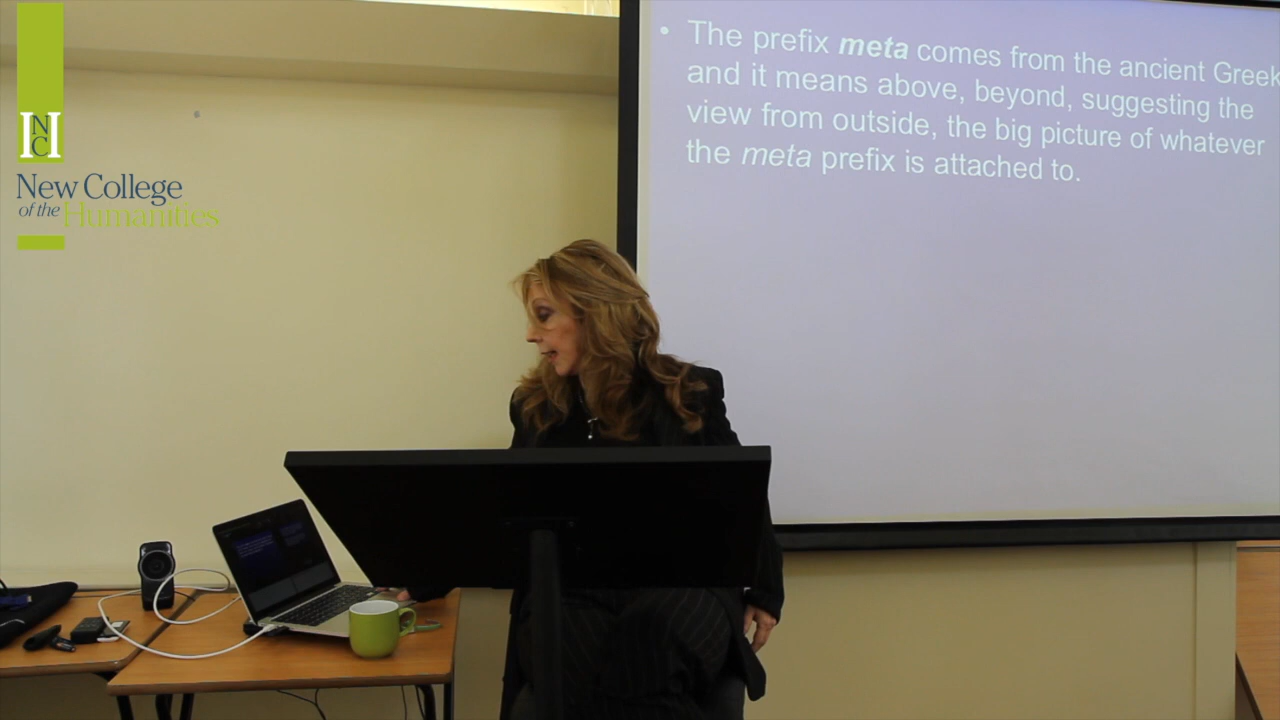 NCH
New College
of the Humanities
• The prefix meta comes from the ancient Greek
and it means above, beyond, suggesting the
view from outside, the big picture of whatever
the meta prefix is attached to.